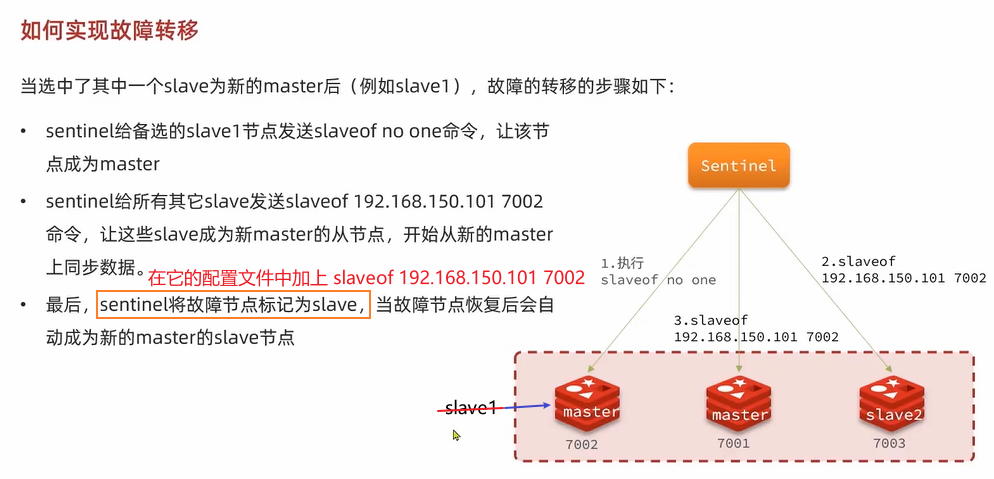 如何实现故障转移
当选中了其中一个slave为新的master后（例如slave1），故障的转移的步骤如下：
• sentinel给备选的slave1节点发送slaveof no one命令，让该节
点成为master
• sentinel给所有其它slave发送slaveof 192.168.150.101 7002
命令，让这些slave成为新master的从节点，开始从新的master
上同步数据。
在它的配置文件中加上 slaveof 192.168.150.101 7002
• 最后，sentinel将故障节点标记为slave，当故障节点恢复后会自
动成为新的master的slave节点
Sentinel
1.执行
slaveof no one
2.slaveof
192.168.150.101 7002
3.slaveof
192.168.150.101 7002
slave1
master
7002
master
7001
slave2
7003